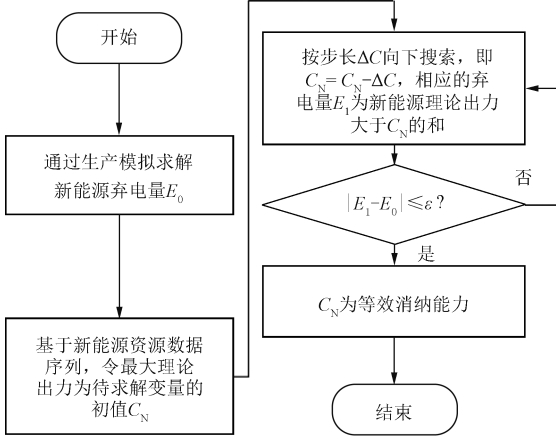 开始
通过生产模拟求解
新能源弃电量E₀
基于新能源资源数据
序列，令最大理论
出力为待求解变量的
初值C_N
按步长ΔC向下搜索，即
C_N= C_N−ΔC，相应的弃
电量E₁为新能源理论出力
大于C_N的和
|E₁−E₀|≤ε?
否
是
C_N为等效消纳能力
结束